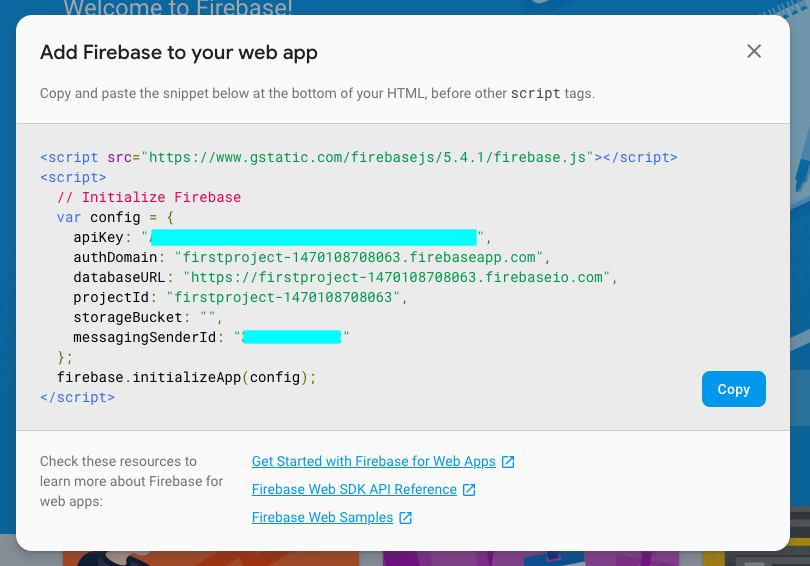 Welcome to Firebase!
Add Firebase to your web app
Copy and paste the snippet below at the bottom of your HTML, before other script tags.
<script src="https://www.gstatic.com/firebasejs/5.4.1/firebase.js"></script>
<script>
// Initialize Firebase
var config = {
apiKey: "",
authDomain: "firstproject-1470108708063.firebaseapp.com",
databaseURL: "https://firstproject-1470108708063.firebaseio.com",
projectId: "firstproject-1470108708063",
storageBucket: "",
messagingSenderId: ""
};
firebase.initializeApp(config);
</script>
Copy
Check these resources to
learn more about Firebase for
web apps:
Get Started with Firebase for Web Apps
Firebase Web SDK API Reference
Firebase Web Samples